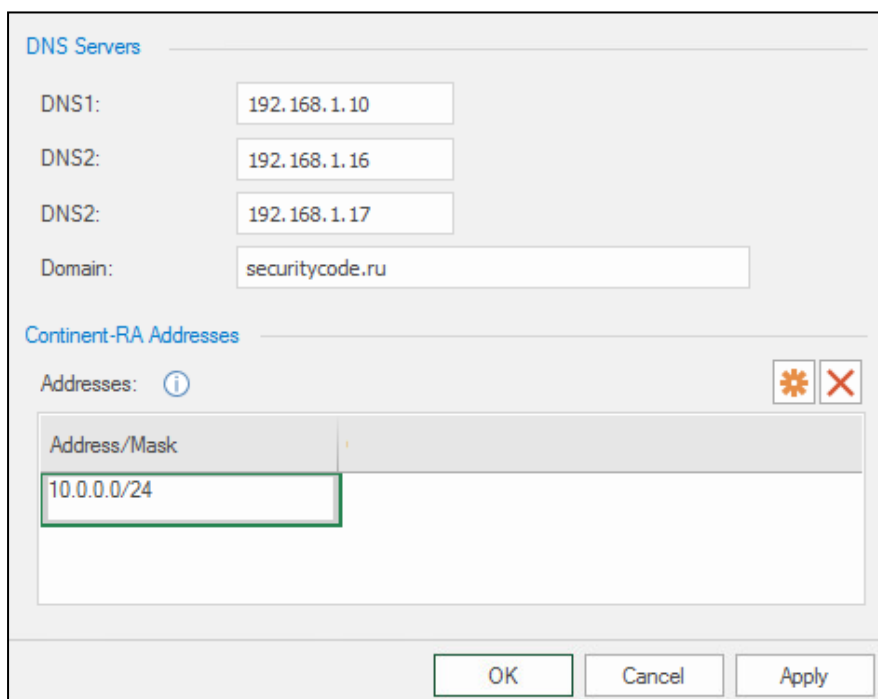 DNS Servers
DNS1: 192.168.1.10
DNS2: 192.168.1.16
DNS2: 192.168.1.17
Domain: securitycode.ru
Continent-RA Addresses
Addresses:
Address/Mask
10.0.0.0/24
OK Cancel Apply